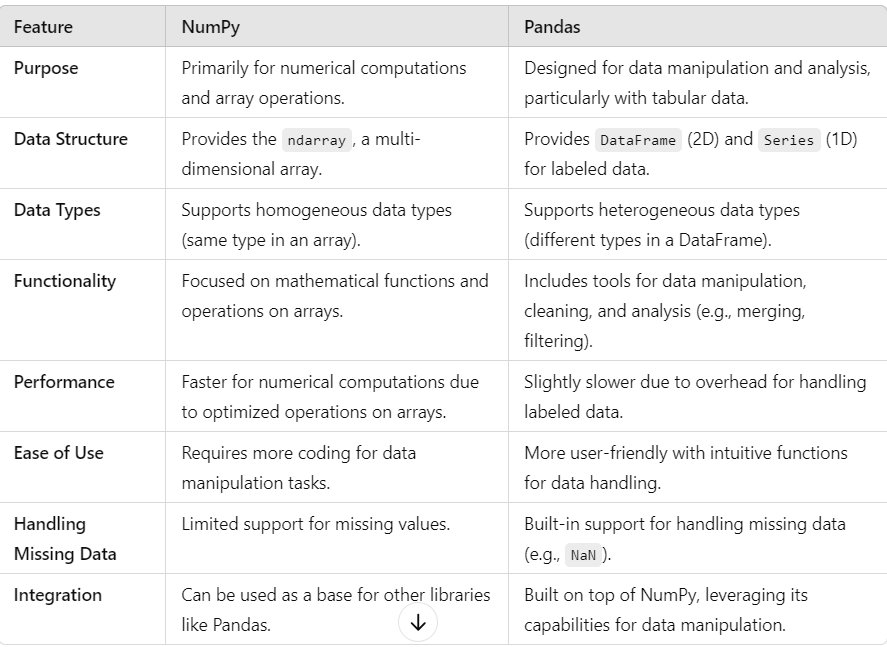 Feature NumPy Pandas
Purpose Primarily for numerical computations Designed for data manipulation and analysis,
and array operations. particularly with tabular data.
Data Structure Provides the ndarray , a multi- Provides DataFrame (2D) and Series (1D)
dimensional array. for labeled data.
Data Types Supports homogeneous data types Supports heterogeneous data types
(same type in an array). (different types in a DataFrame).
Functionality Focused on mathematical functions and Includes tools for data manipulation,
operations on arrays. cleaning, and analysis (e.g., merging,
filtering).
Performance Faster for numerical computations due Slightly slower due to overhead for handling
to optimized operations on arrays. labeled data.
Ease of Use Requires more coding for data More user-friendly with intuitive functions
manipulation tasks. for data handling.
Handling Limited support for missing values. Built-in support for handling missing data
Missing Data (e.g., NaN ).
Integration Can be used as a base for other libraries Built on top of NumPy, leveraging its
like Pandas. capabilities for data manipulation.